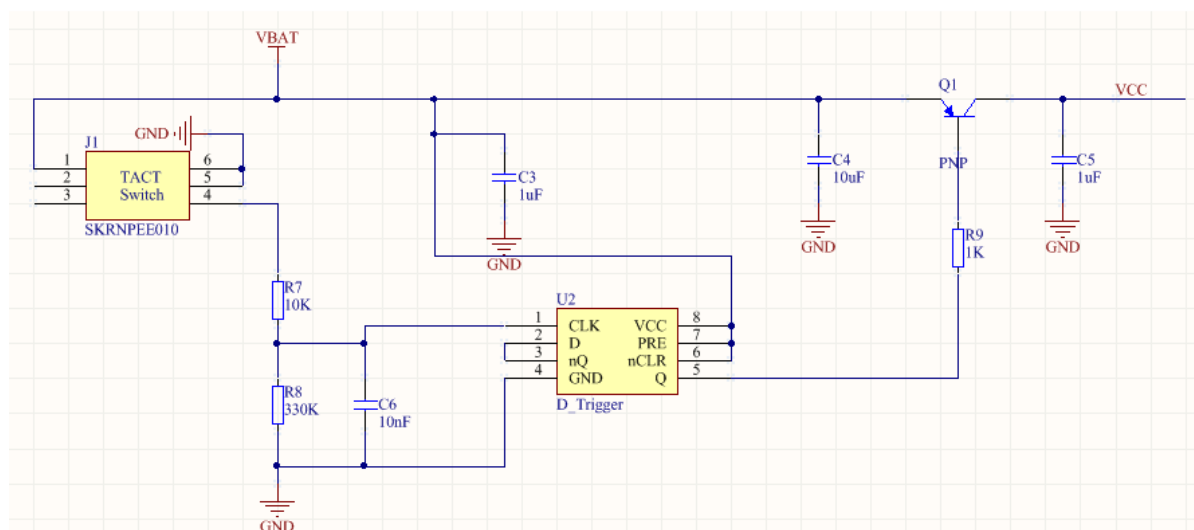 VBAT
Q1
VCC
GND
J1
1
2
3
TACT
Switch
6
5
4
SKRNPEE010
C3
1uF
GND
C4
10uF
GND
PNP
C5
1uF
GND
R9
1K
R7
10K
U2
1
2
3
4
CLK
D
nQ
GND
VCC
PRE
nCLR
Q
8
7
6
5
D_Trigger
R8
330K
C6
10nF
GND